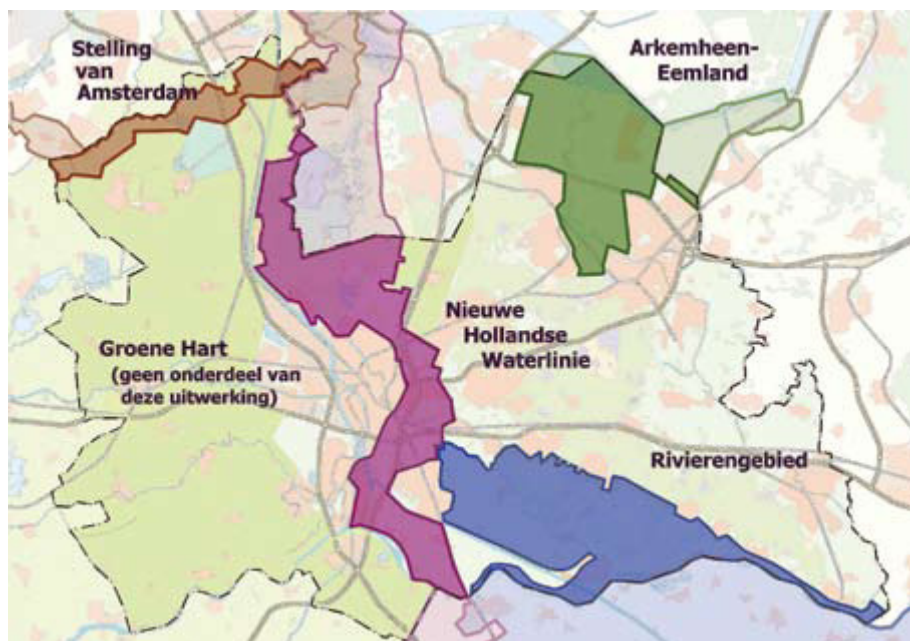 Stelling
van
Amsterdam
Arkemheen-
Eemland
Nieuwe
Hollandse
Waterlinie
Groene Hart
(geen onderdeel van
deze uitwerking)
Rivierengebied